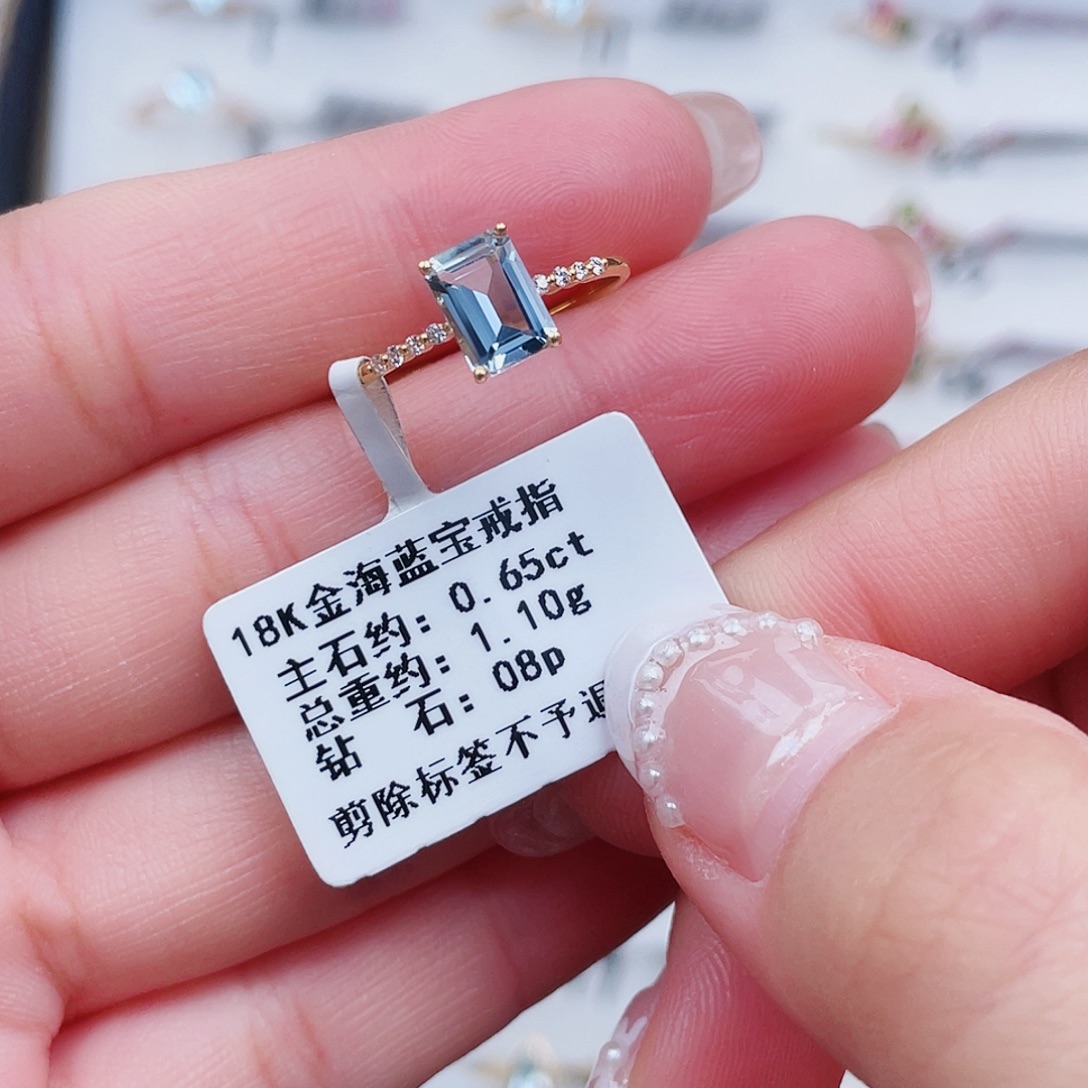 18K金海蓝宝戒指
主石约: 0.65ct
总重约: 1.10g
钻 石: 08p
剪除标签不予退